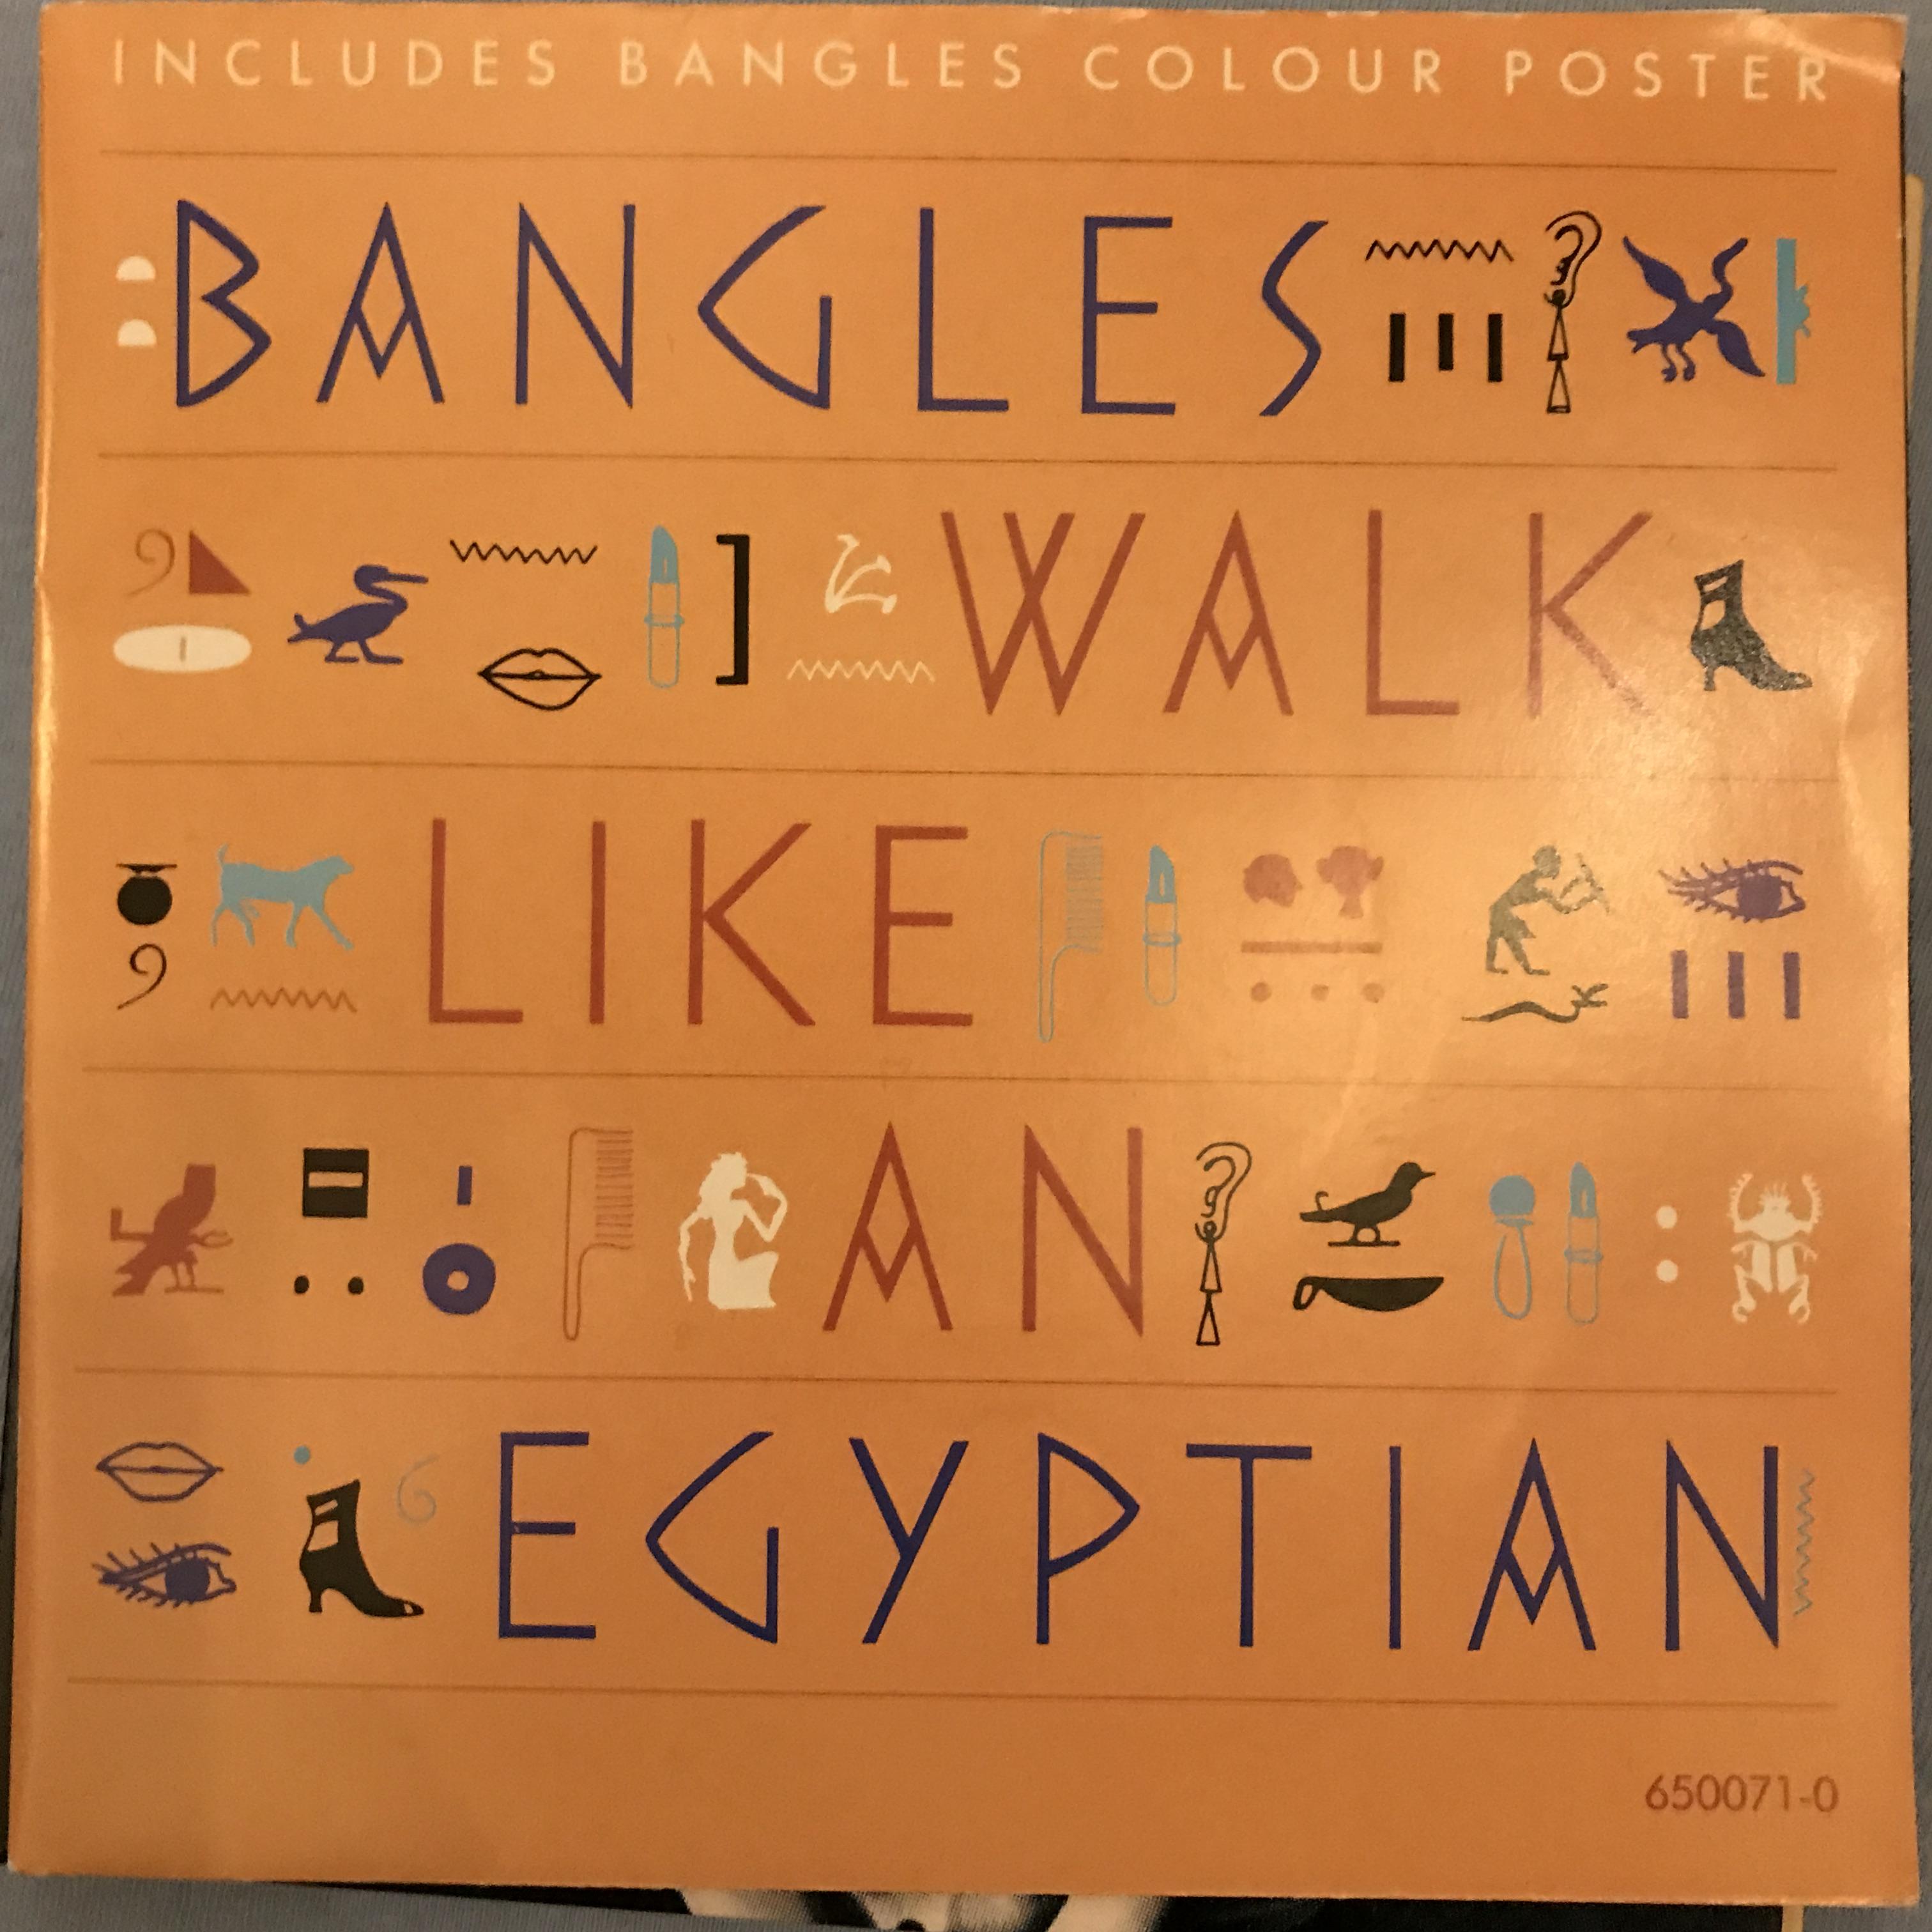 INCLUDES BANGLES COLOUR POSTER
BANGLES
WALK
LIKE
AN
EGYPTIAN
650071-0